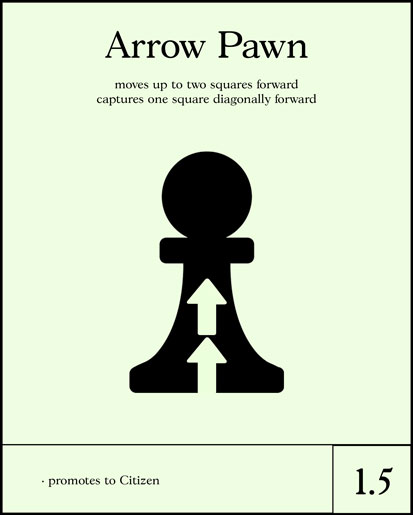 Arrow Pawn
moves up to two squares forward
captures one square diagonally forward
· promotes to Citizen
1.5